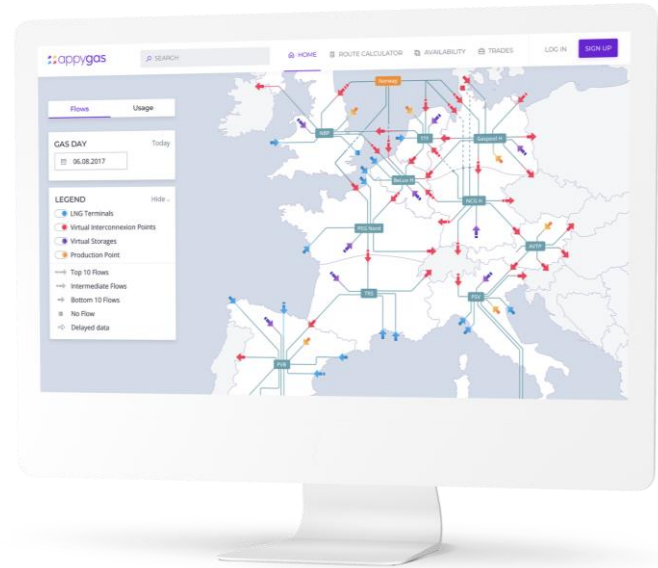 appygas
SEARCH
HOME
ROUTE CALCULATOR
AVAILABILITY
TRADES
LOG IN
SIGN UP
Flows
Usage
GAS DAY
Today
06.08.2017
LEGEND
Hide
LNG Terminals
Virtual Interconnexion Points
Virtual Storages
Production Point
Top 10 Flows
Intermediate Flows
Bottom 10 Flows
No Flow
Delayed data
Norway
NBP
TTF
Gaspool H
BeLux H
NCG H
PEG Nord
AVTP
TRS
PSV
PVB